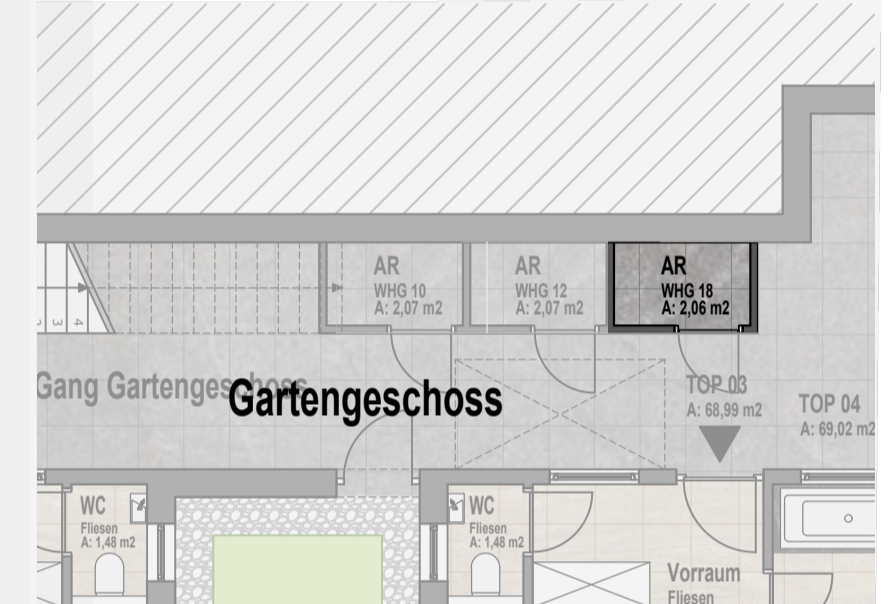 AR
WHG 10
A: 2,07 m2
AR
WHG 12
A: 2,07 m2
AR
WHG 18
A: 2,06 m2
3
4
Gang Gartengeschoss
Gartengeschoss
TOP 03
A: 68,99 m2
TOP 04
A: 69,02 m2
WC
Fliesen
A: 1,48 m2
WC
Fliesen
A: 1,48 m2
Vorraum
Fliesen